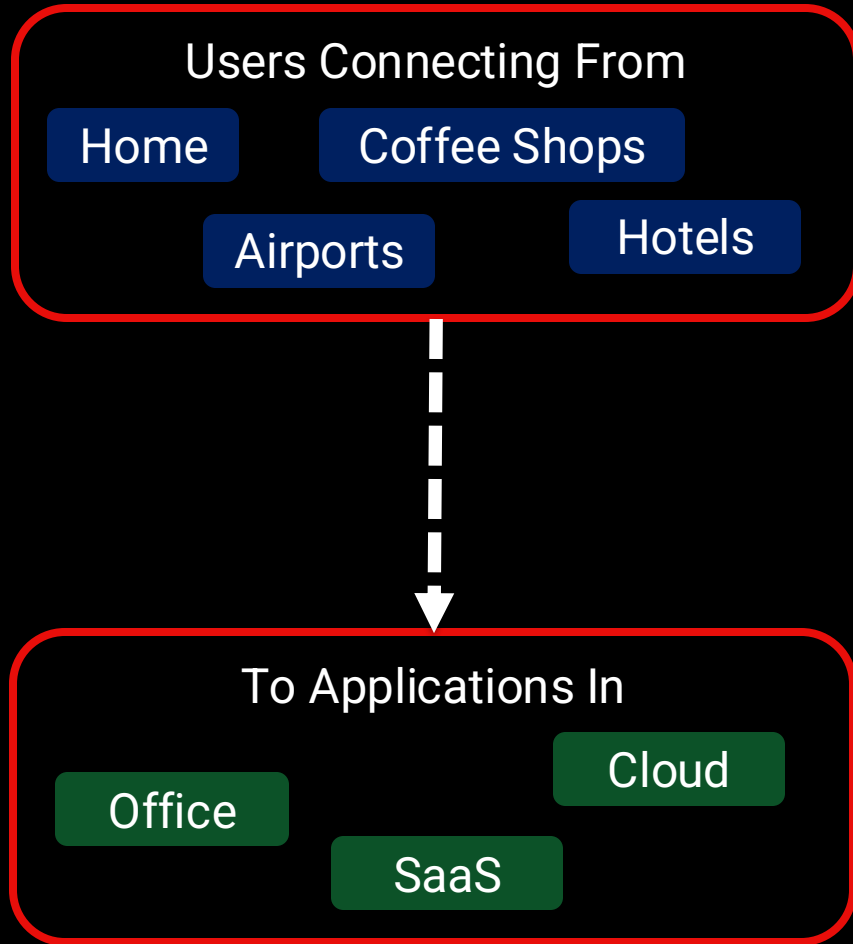 Users Connecting From
Home
Coffee Shops
Airports
Hotels
To Applications In
Cloud
Office
SaaS